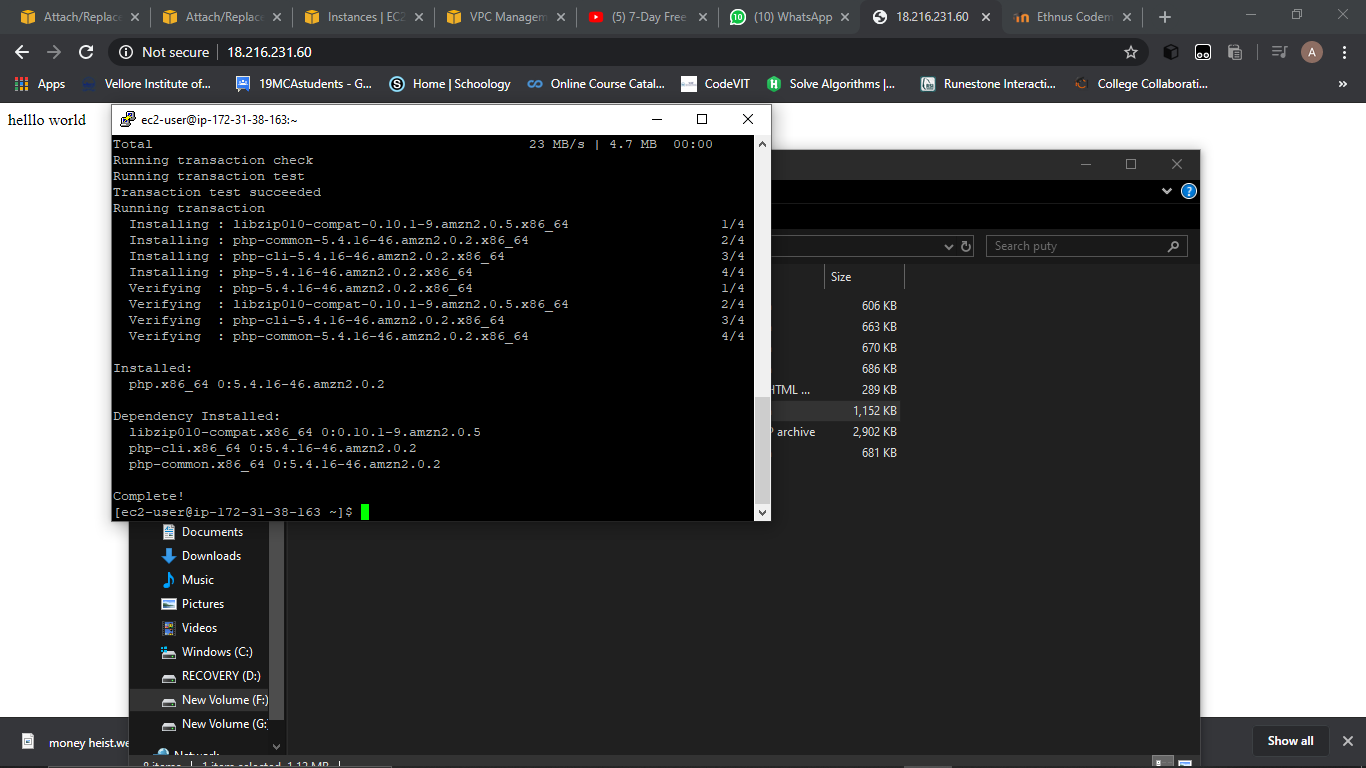 Attach/Replace
Attach/Replace
Instances | EC2
VPC Managem
(5) 7-Day Free
(10) WhatsApp
18.216.231.60
Ethnus Codem
Not secure
18.216.231.60
A
Apps
Vellore Institute of...
19MCAstudents - G...
Home | Schoology
Online Course Catal...
CodeVIT
Solve Algorithms |...
Runestone Interacti...
College Collaborati...
»
helllo world
ec2-user@ip-172-31-38-163:~
Total 23 MB/s | 4.7 MB 00:00
Running transaction check
Running transaction test
Transaction test succeeded
Running transaction
Installing : libzip010-compat-0.10.1-9.amzn2.0.5.x86_64 1/4
Installing : php-common-5.4.16-46.amzn2.0.2.x86_64 2/4
Installing : php-cli-5.4.16-46.amzn2.0.2.x86_64 3/4
Installing : php-5.4.16-46.amzn2.0.2.x86_64 4/4
Verifying : php-5.4.16-46.amzn2.0.2.x86_64 1/4
Verifying : libzip010-compat-0.10.1-9.amzn2.0.5.x86_64 2/4
Verifying : php-cli-5.4.16-46.amzn2.0.2.x86_64 3/4
Verifying : php-common-5.4.16-46.amzn2.0.2.x86_64 4/4
Installed:
php.x86_64 0:5.4.16-46.amzn2.0.2
Dependency Installed:
libzip010-compat.x86_64 0:0.10.1-9.amzn2.0.5
php-cli.x86_64 0:5.4.16-46.amzn2.0.2
php-common.x86_64 0:5.4.16-46.amzn2.0.2
Complete!
[ec2-user@ip-172-31-38-163 ~]$
Search putty
Size
606 KB
663 KB
670 KB
686 KB
HTML ... 289 KB
1,152 KB
P archive 2,902 KB
681 KB
Documents
Downloads
Music
Pictures
Videos
Windows (C:)
RECOVERY (D:)
New Volume (F:)
New Volume (G:
Network
8 items 1 item selected 1.12 MB
money heist.we
Show all